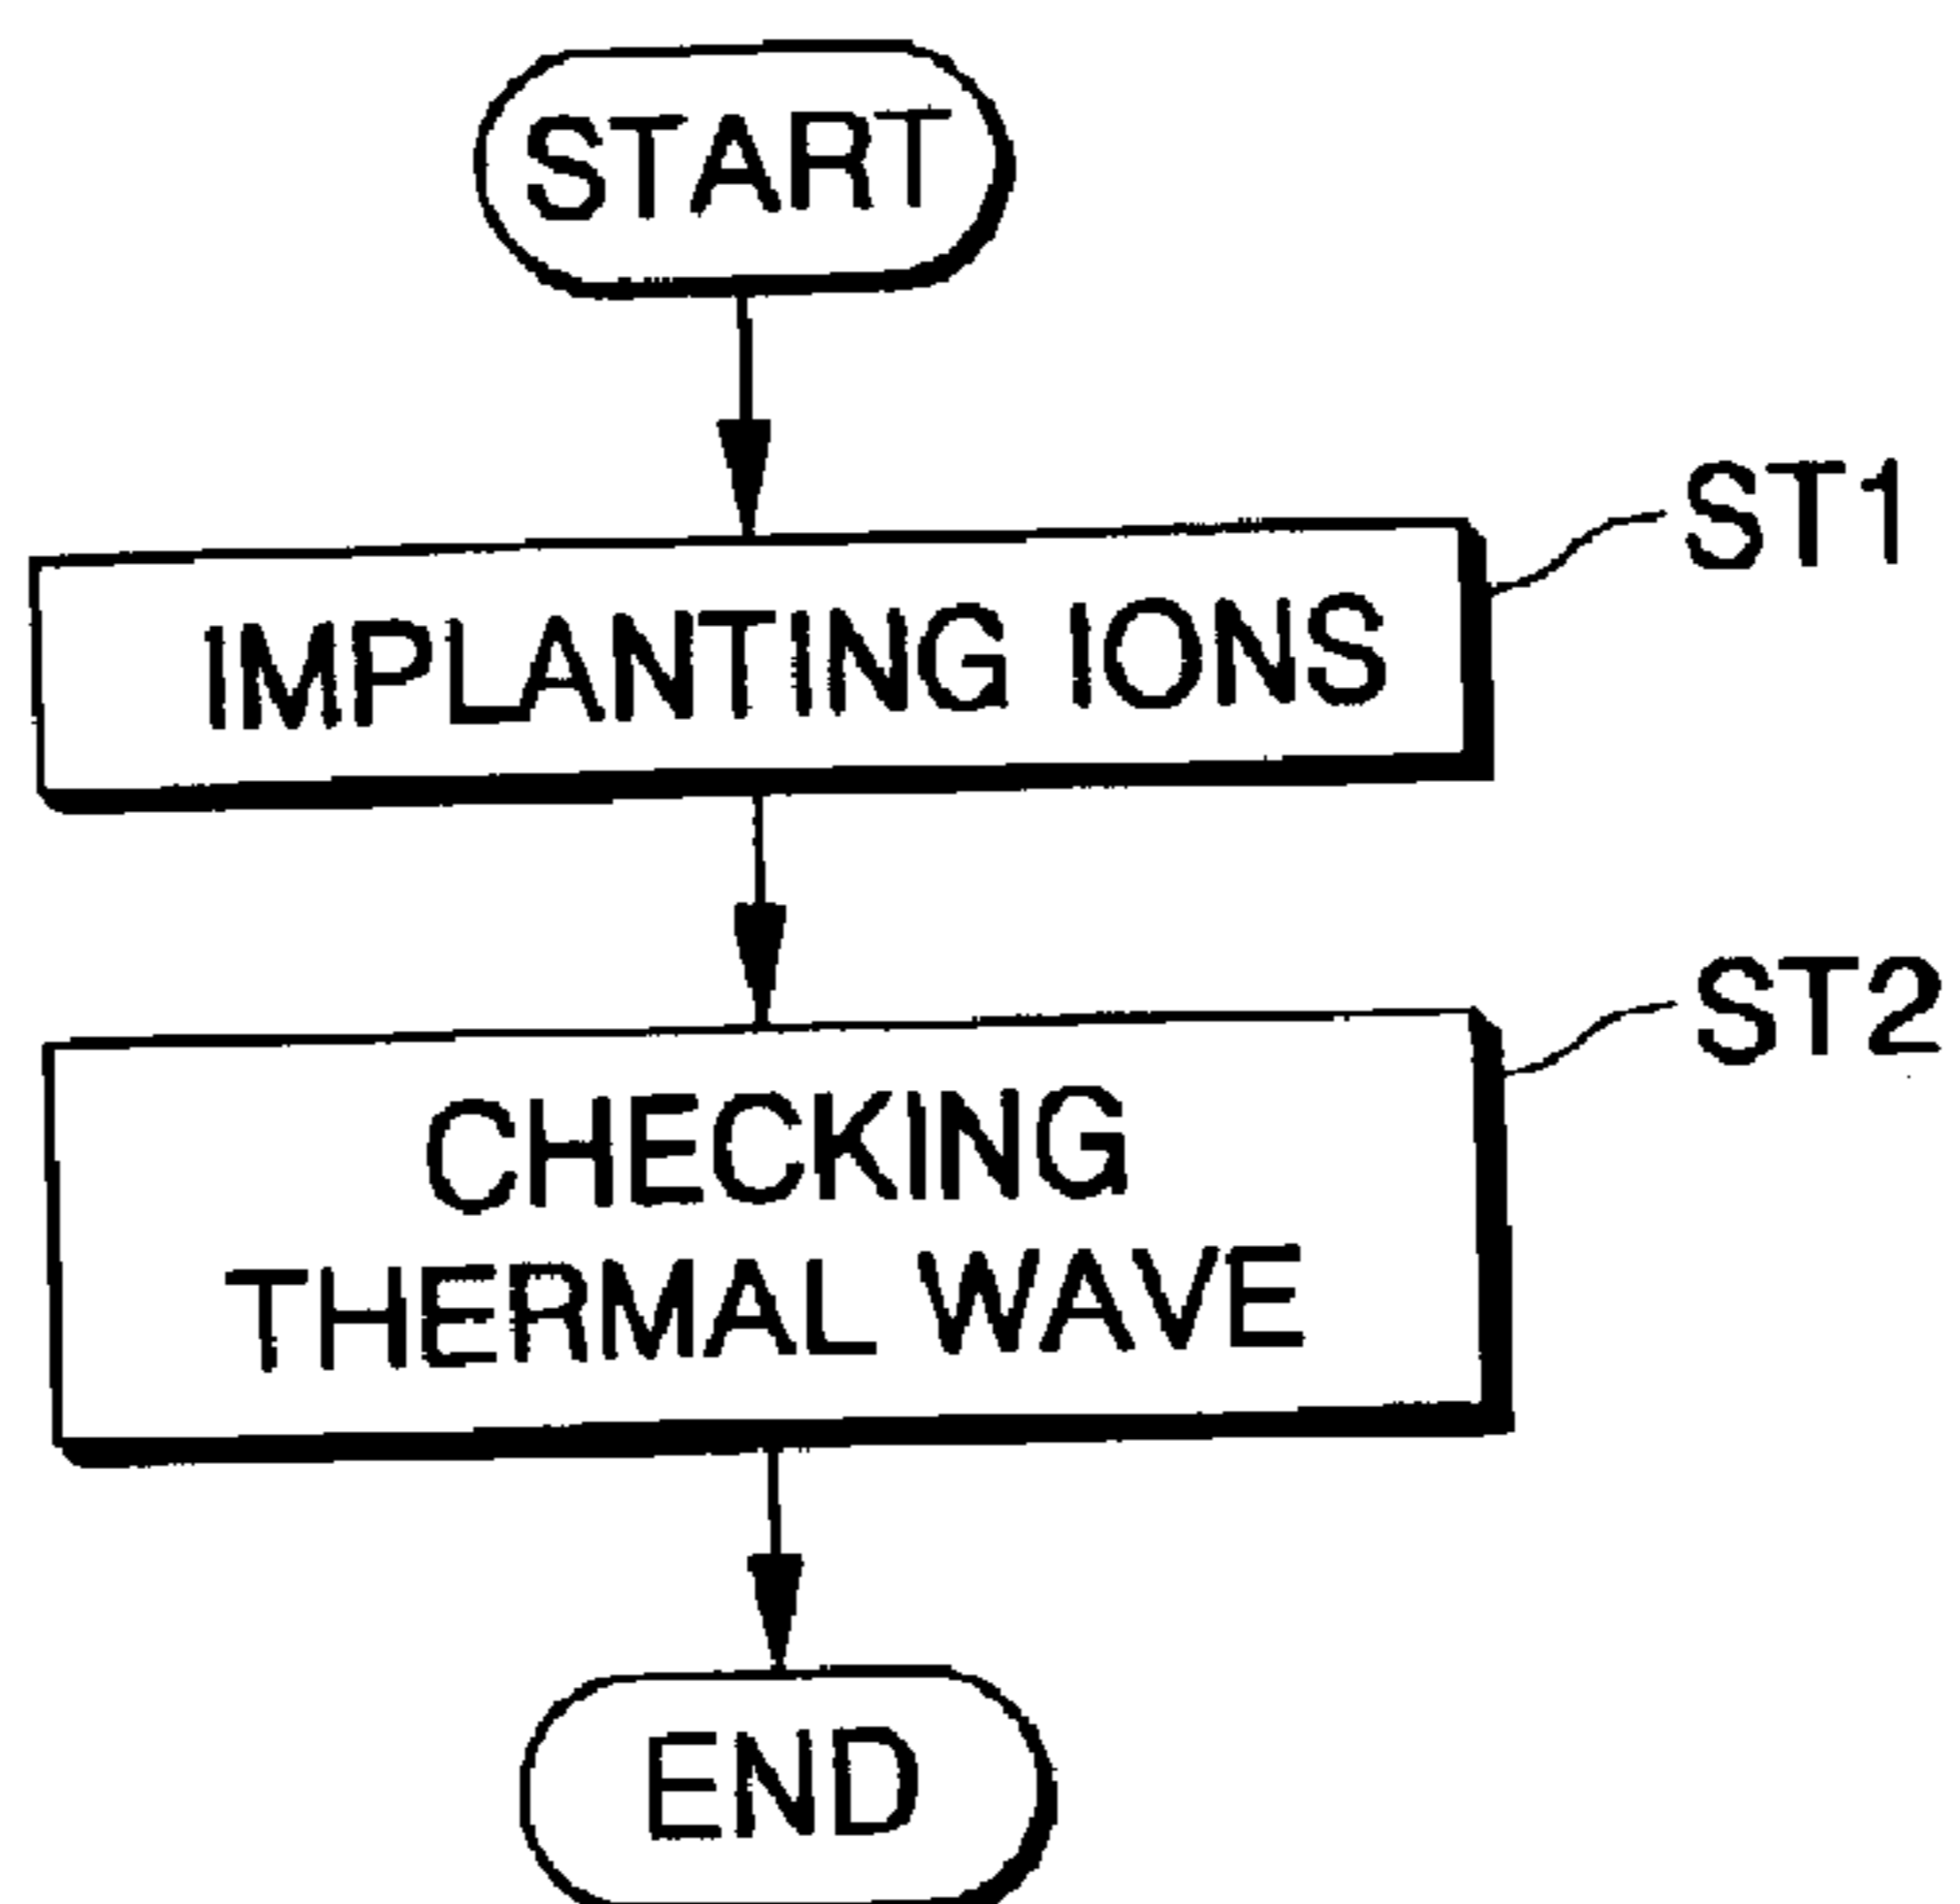 START
ST1
IMPLANTING IONS
ST2
CHECKING
THERMAL WAVE
END